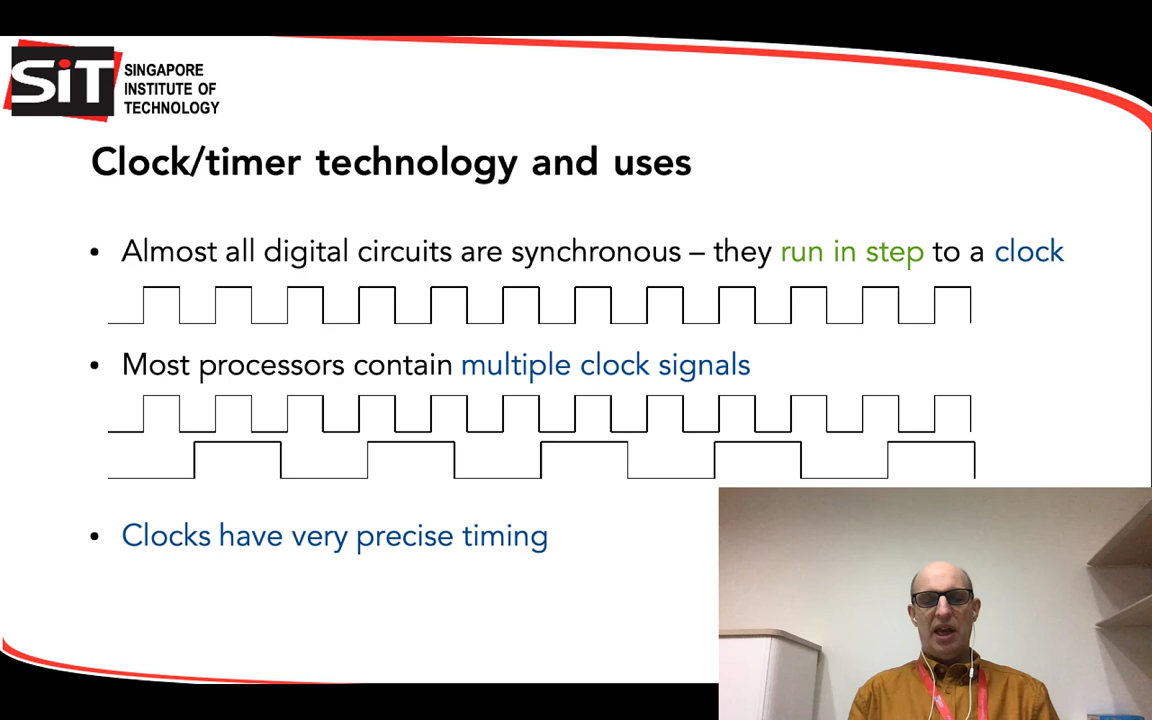 SiT
SINGAPORE
INSTITUTE OF
TECHNOLOGY
Clock/timer technology and uses
• Almost all digital circuits are synchronous – they run in step to a clock
• Most processors contain multiple clock signals
• Clocks have very precise timing